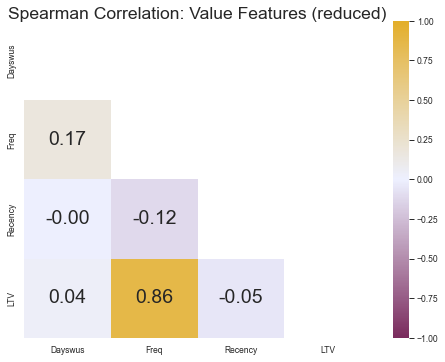 Spearman Correlation: Value Features (reduced)
Dayswus
Freq
Recency
LTV
0.17
-0.00 -0.12
0.04 0.86 -0.05
Dayswus Freq Recency LTV
1.00
0.75
0.50
0.25
0.00
−0.25
−0.50
−0.75
−1.00